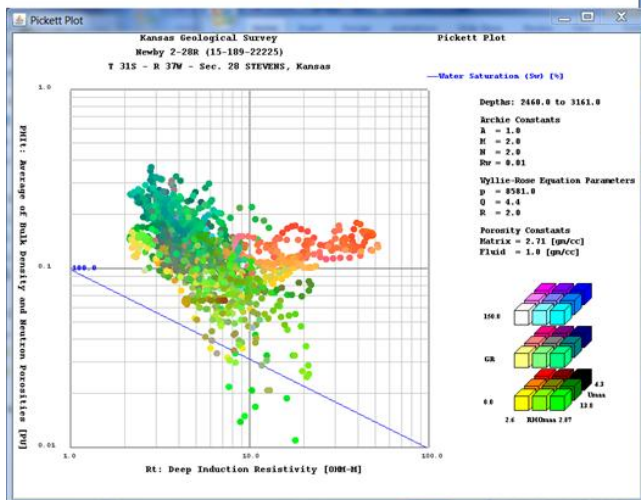 Pickett Plot
Kansas Geological Survey
Newby 2-28R (15-189-22225)
T 31S - R 37W - Sec. 28 STEVENS, Kansas
Pickett Plot
Water Saturation (Sw) [%]
Depths: 2460.0 to 3161.0
Archie Constants
A = 1.0
M = 2.0
N = 2.0
Rw = 0.01
Wyllie-Rose Equation Parameters
P = 8581.0
Q = 4.4
R = 2.0
Porosity Constants
Matrix = 2.71 [gm/cc]
Fluid = 1.0 [gm/cc]
150.0
GR
0.0
4.3
Umaa
13.8
2.6 RHOmaa 2.87
PHIt: Average of Bulk Density and Neutron Porosities [PU]
1.0
0.1
100.0
0.01
1.0 10.0 100.0
Rt: Deep Induction Resistivity [OHM-M]